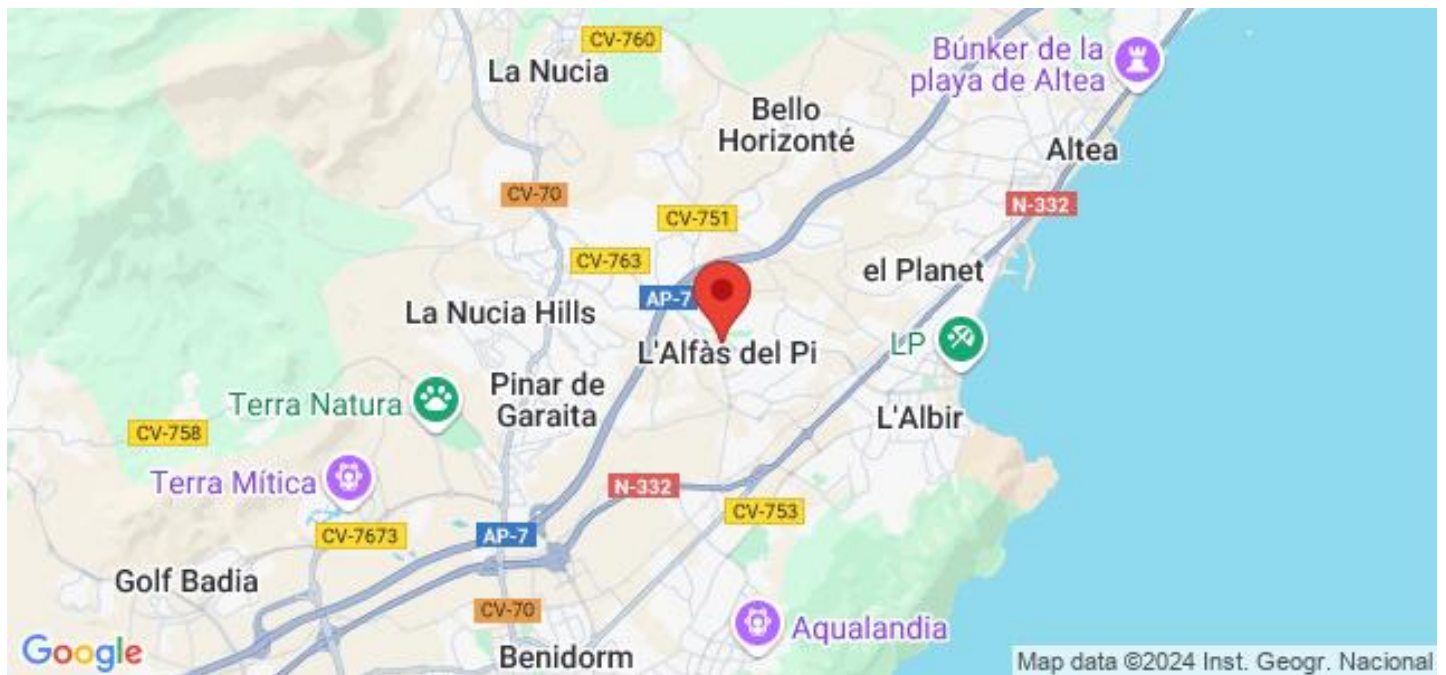 CV-760
La Nucia
Búnker de la
playa de Altea
Bello
Horizonté
Altea
CV-70
N-332
CV-751
CV-763
el Planet
AP-7
La Nucia Hills
L'Alfàs del Pi
LP
Pinar de
Garaita
Terra Natura
L'Albir
CV-758
Terra Mítica
N-332
CV-753
CV-7673
AP-7
Golf Badia
CV-70
Aqualandia
Google
Benidorm
Map data ©2024 Inst. Geogr. Nacional